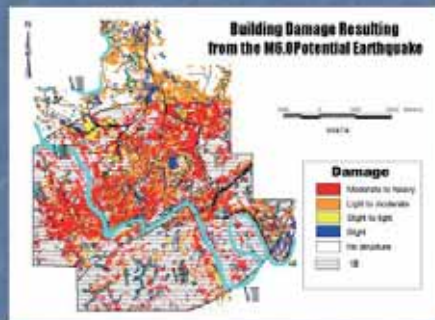 Building Damage Resulting
from the M6.0Potential Earthquake
Damage
Moderate to heavy
Light to moderate
Slight to light
Slight
No structure